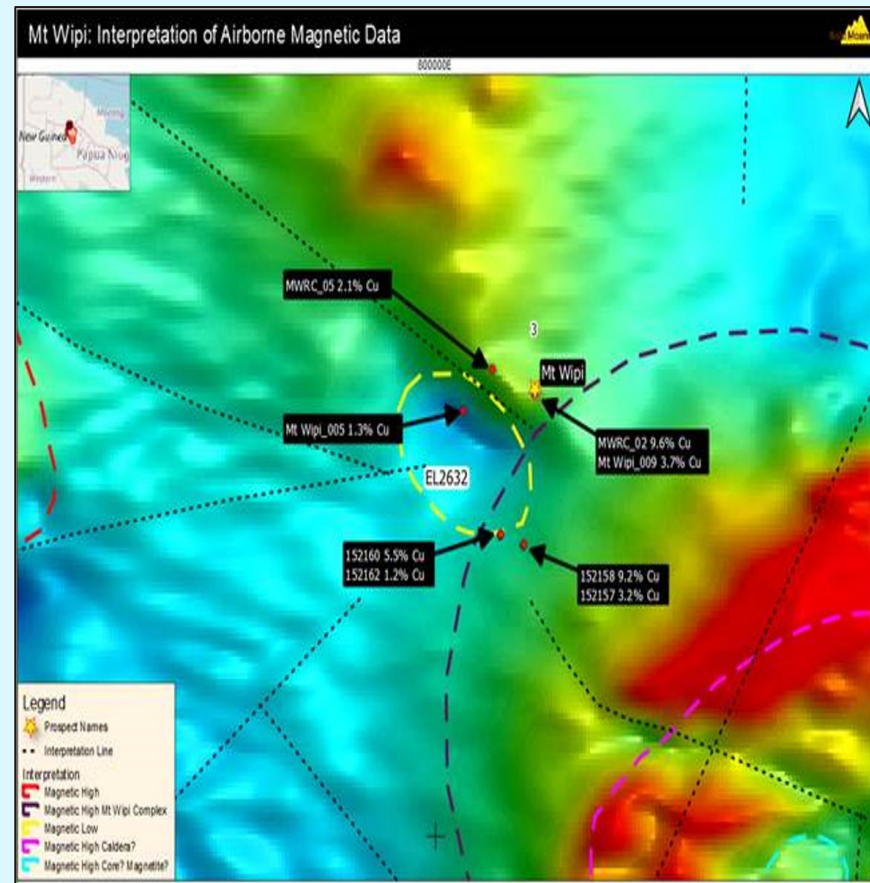 Mt Wipi: Interpretation of Airborne Magnetic Data
800000E
New Guinea
MWRC_05 2.1% Cu
3
Mt Wipi
Mt Wipi_005 1.3% Cu
MWRC_02 9.6% Cu
Mt Wipi_009 3.7% Cu
EL2632
152160 5.5% Cu
152162 1.2% Cu
152158 9.2% Cu
152157 3.2% Cu
Legend
Prospect Names
Interpretation Line
Interpretation
Magnetic High
Magnetic High Mt Wipi Complex
Magnetic Low
Magnetic High Caldera?
Magnetic High Core? Magnetite?